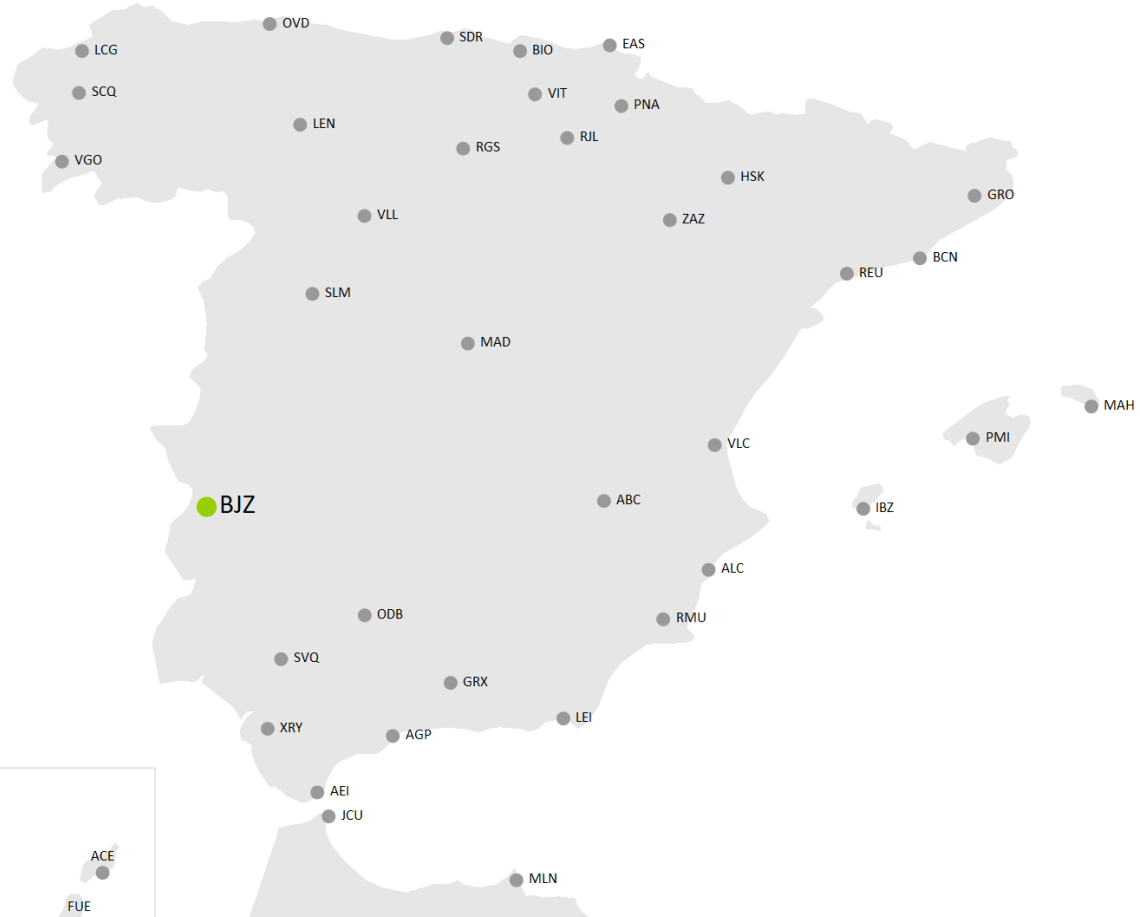 OVD
SDR
EAS
LCG
BIO
SCQ
VIT
PNA
LEN
RJL
RGS
VGO
HSK
GRO
VLL
ZAZ
BCN
REU
SLM
MAD
MAH
PMI
VLC
ABC
BJZ
IBZ
ALC
ODB
RMU
SVQ
GRX
LEI
XRY
AGP
AEI
JCU
ACE
MLN
FUE